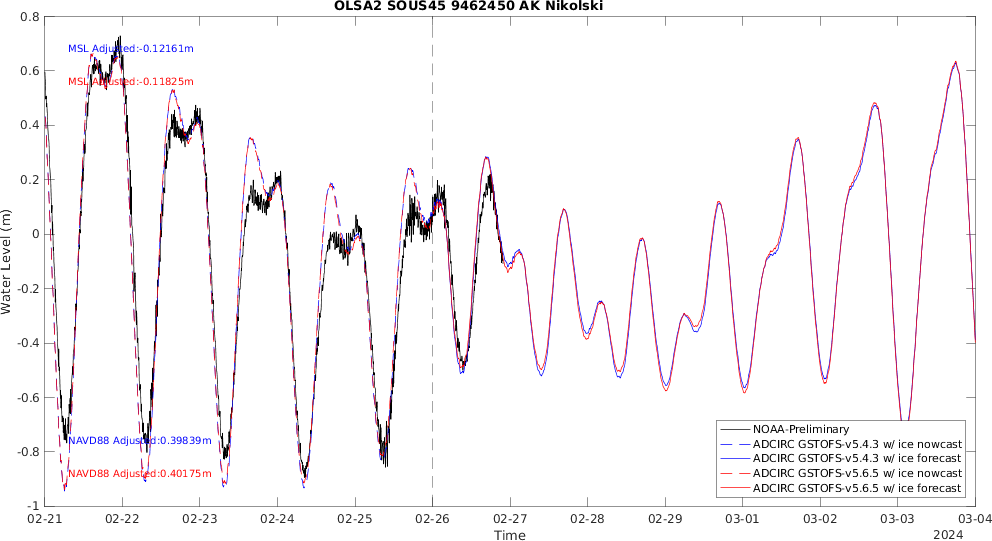 OLSA2 SOUS45 9462450 AK Nikolski
0.8
0.6
0.4
0.2
0
-0.2
-0.4
-0.6
-0.8
-1
Water Level (m)
MSL Adjusted:-0.12161m
MSL Adjusted:-0.11825m
NAVD88 Adjusted:0.39839m
NAVD88 Adjusted:0.40175m
NOAA-Preliminary
ADCIRC GSTOFS-v5.4.3 w/ ice nowcast
ADCIRC GSTOFS-v5.4.3 w/ ice forecast
ADCIRC GSTOFS-v5.6.5 w/ ice nowcast
ADCIRC GSTOFS-v5.6.5 w/ ice forecast
02-21 02-22 02-23 02-24 02-25 02-26 02-27 02-28 02-29 03-01 03-02 03-03 03-04
Time
2024